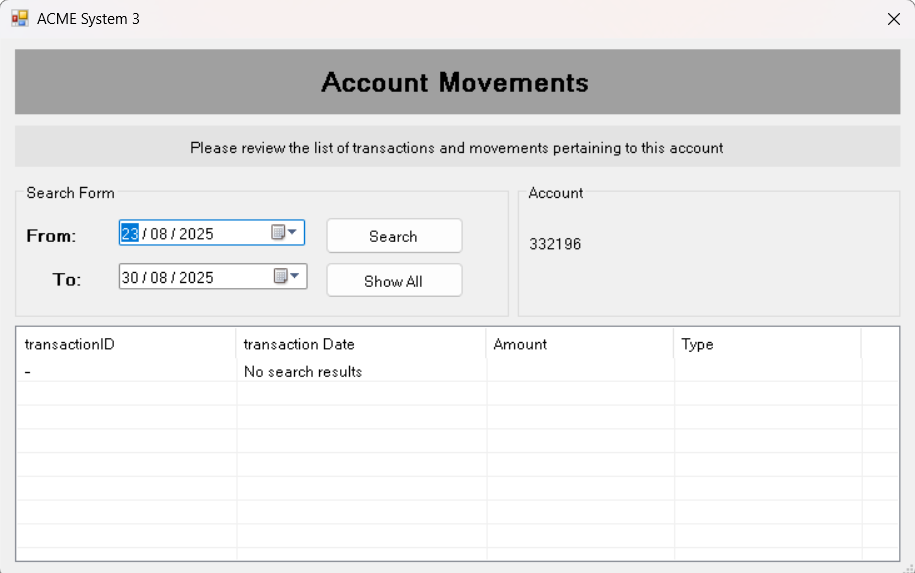 ACME System 3
Account Movements
Please review the list of transactions and movements pertaining to this account
Search Form
From: 23 / 08 / 2025 Search
To: 30 / 08 / 2025 Show All
Account
332196
transactionID transaction Date Amount Type
- No search results